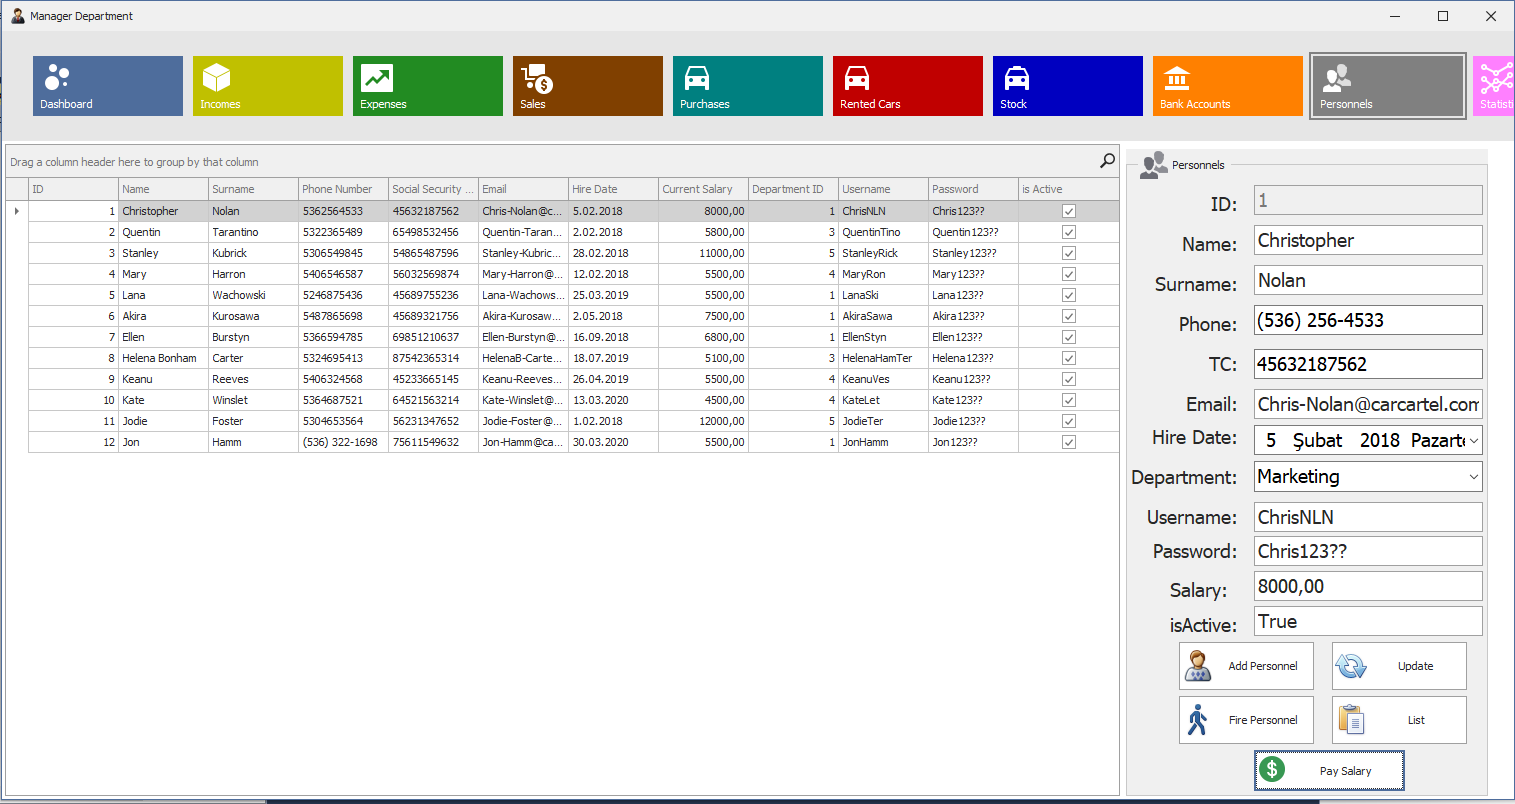 Manager Department
Dashboard Incomes Expenses Sales Purchases Rented Cars Stock Bank Accounts Personnels Statisti
Drag a column header here to group by that column
ID Name Surname Phone Number Social Security ... Email Hire Date Current Salary Department ID Username Password is Active
1 Christopher Nolan 5362564533 45632187562 Chris-Nolan@c... 5.02.2018 8000,00 1 ChrisNLN Chris123??
2 Quentin Tarantino 5322365489 65498532456 Quentin-Taran... 2.02.2018 5800,00 3 QuentinTino Quentin123??
3 Stanley Kubrick 5306549845 54865487596 Stanley-Kubric... 28.02.2018 11000,00 5 StanleyRick Stanley123??
4 Mary Harron 5406546587 56032569874 Mary-Harron@... 12.02.2018 5500,00 4 MaryRon Mary123??
5 Lana Wachowski 5246875436 45689755236 Lana-Wachows... 25.03.2019 5500,00 1 LanaSki Lana123??
6 Akira Kurosawa 5487865698 45689321756 Akira-Kurosaw... 2.05.2018 7500,00 1 AkiraSawa Akira123??
7 Ellen Burstyn 5366594785 69851210637 Ellen-Burstyn@... 16.09.2018 6800,00 1 EllenStyn Ellen123??
8 Helena Bonham Carter 5324695413 87542365314 HelenaB-Carte... 18.07.2019 5100,00 3 HelenaHamTer Helena123??
9 Keanu Reeves 5406324568 45233665145 Keanu-Reeves... 26.04.2019 5500,00 4 KeanuVes Keanu123??
10 Kate Winslet 5364687521 64521563214 Kate-Winslet@... 13.03.2020 4500,00 4 KateLet Kate123??
11 Jodie Foster 5304653564 56231347652 Jodie-Foster@... 1.02.2018 12000,00 5 JodieTer Jodie123??
12 Jon Hamm (536) 322-1698 75611549632 Jon-Hamm@ca... 30.03.2020 5500,00 1 JonHamm Jon123??
Personnels
ID: 1
Name: Christopher
Surname: Nolan
Phone: (536) 256-4533
TC: 45632187562
Email: Chris-Nolan@carcartel.com
Hire Date: 5 Şubat 2018 Pazarte
Department: Marketing
Username: ChrisNLN
Password: Chris123??
Salary: 8000,00
isActive: True
Add Personnel Update
Fire Personnel List
Pay Salary